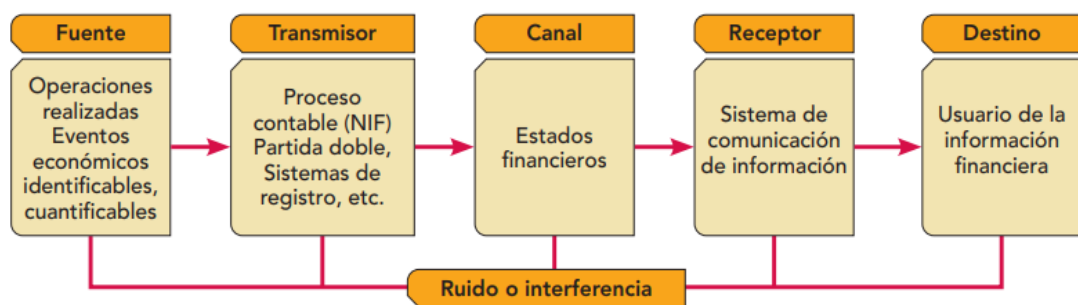 Fuente
Operaciones
realizadas
Eventos
económicos
identificables,
cuantificables
Transmisor
Proceso
contable (NIF)
Partida doble,
Sistemas de
registro, etc.
Canal
Estados
financieros
Receptor
Sistema de
comunicación
de información
Destino
Usuario de la
información
financiera
Ruido o interferencia